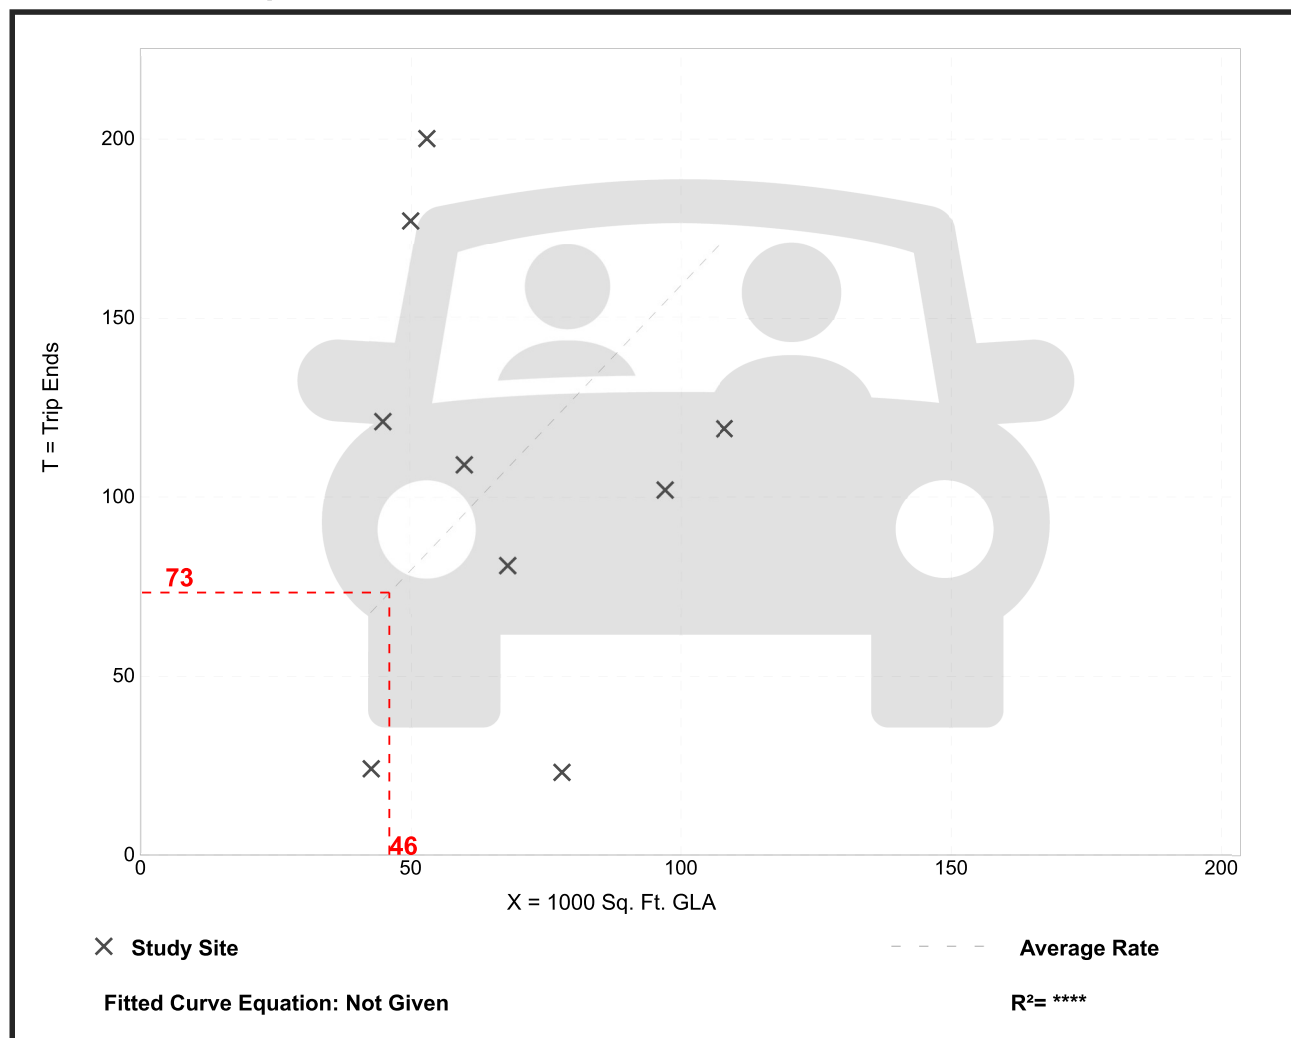 200
150
T = Trip Ends
100
73
50
46
0
0 50 100 150 200
X = 1000 Sq. Ft. GLA
Study Site
Average Rate
Fitted Curve Equation: Not Given
R²= ****